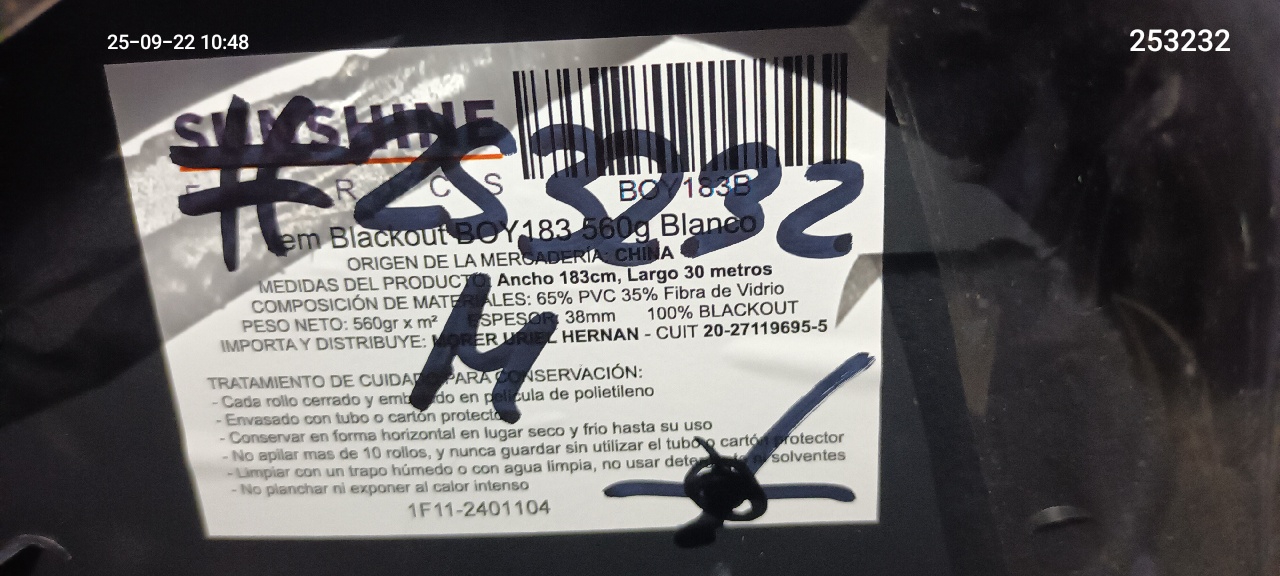 25-09-22 10:48
253232
SUNSHINE
BOY183B
# 253232
Blackout BOY183 560g Blanco
ORIGEN DE LA MERCADERÍA: CHINA
MEDIDAS DEL PRODUCTO: Ancho 183cm, Largo 30 metros
COMPOSICIÓN DE MATERIALES: 65% PVC 35% Fibra de Vidrio
PESO NETO: 560gr x m² ESPESOR: 38mm 100% BLACKOUT
IMPORTA Y DISTRIBUYE: URIEL HERNAN - CUIT 20-27119695-5
TRATAMIENTO DE CUIDADO PARA CONSERVACIÓN:
- Cada rollo cerrado y embalado en película de polietileno
- Envasado con tubo o cartón protector
- Conservar en forma horizontal en lugar seco y frio hasta su uso
- No apilar mas de 10 rollos, y nunca guardar sin utilizar el tubo o cartón protector
- Limpiar con un trapo húmedo o con agua limpia, no usar solventes
- No planchar ni exponer al calor intenso
1F11-2401104